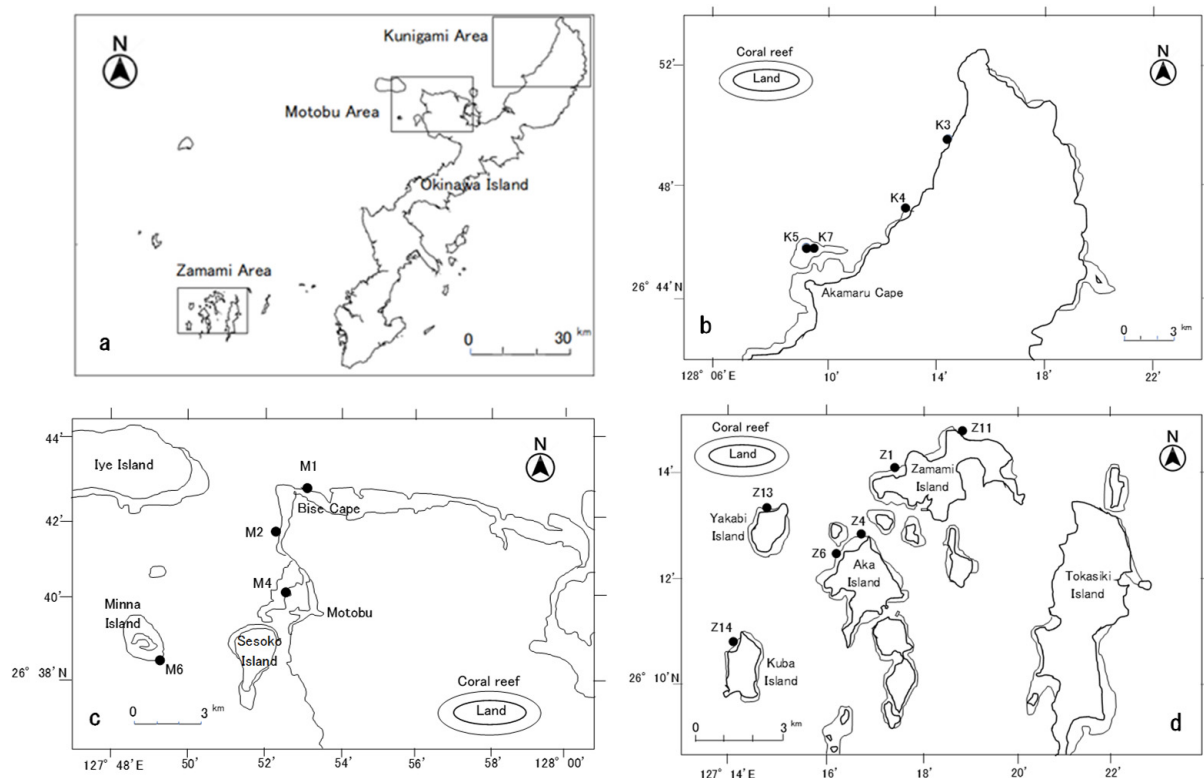 N
Kunigami Area
Motobu Area
Okinawa Island
Zamami Area
0 30 km
a
52'
48'
26° 44'
128° 06'E 10' 14' 18' 22'
Coral reef
Land
N
K3
K4
K5 K7
Akamaru Cape
0 3 km
b
44'
42'
40'
26° 38'N
127° 48'E 50' 52' 54' 56' 58' 128° 00'
Iye Island
M1
Bise Cape
M2
M4
Motobu
Minna Island
Sesoko Island
M6
N
0 3 km
Coral reef
Land
c
14'
12'
26° 10'N
127° 14'E 16' 18' 20' 22'
Coral reef
Land
N
Z11
Z1
Zamami Island
Z13
Yakabi Island
Z4
Z6
Aka Island
Tokasiki Island
Z14
Kuba Island
0 3 km
d